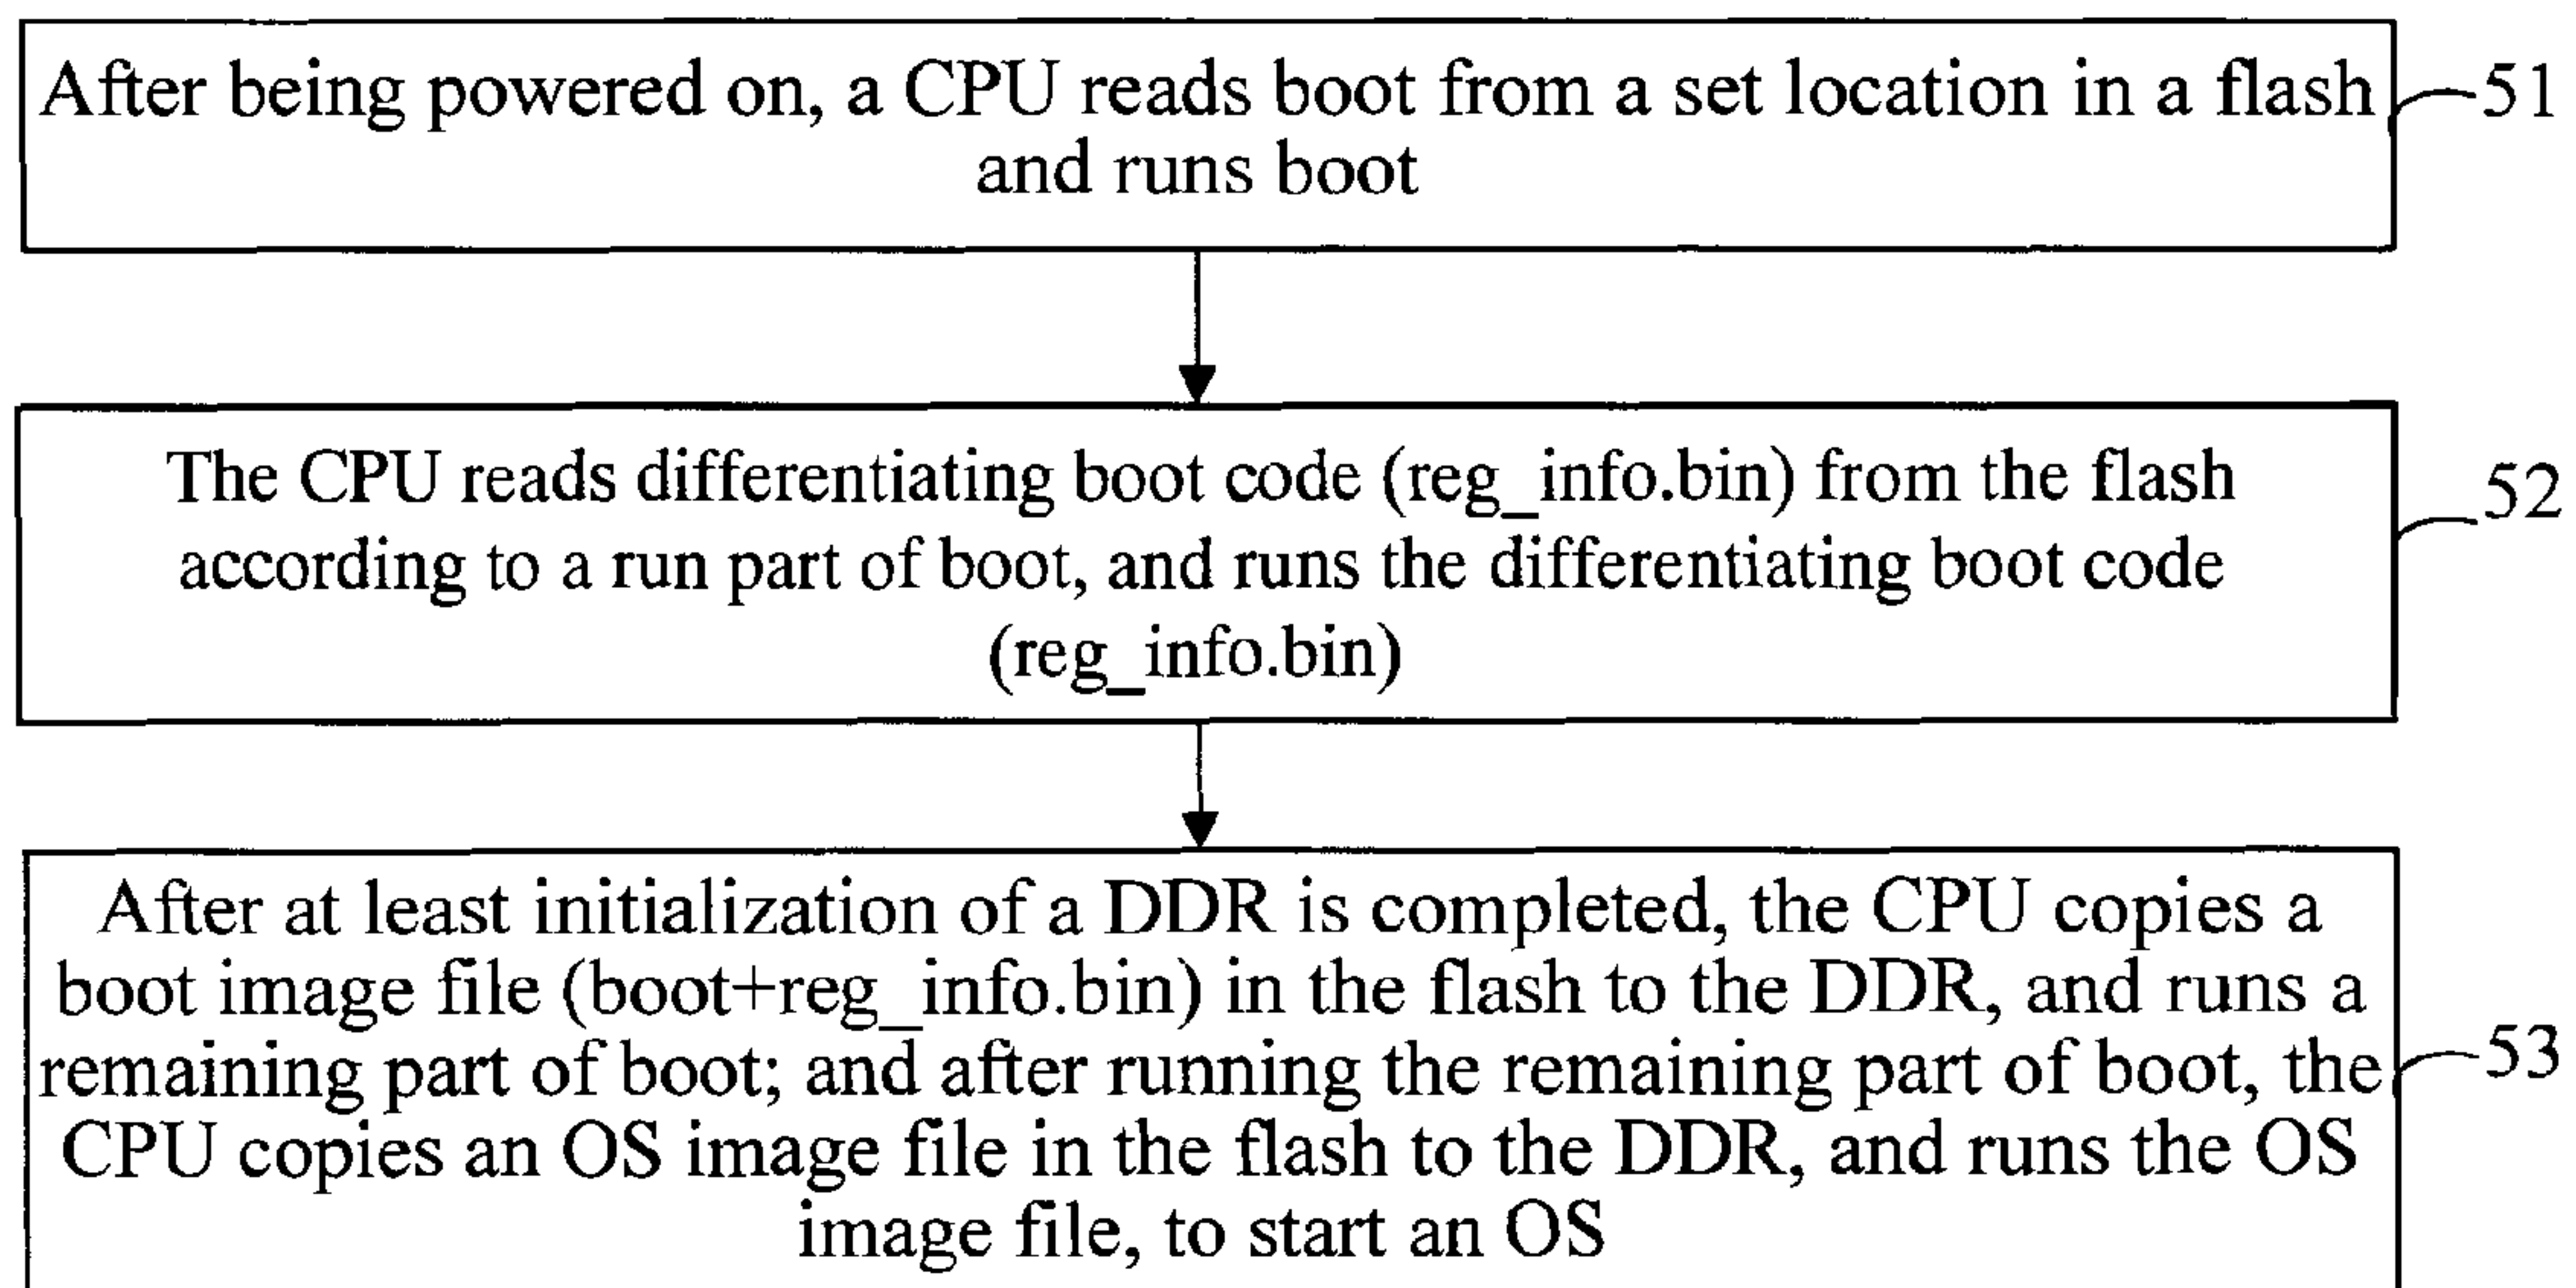 After being powered on, a CPU reads boot from a set location in a flash
and runs boot
51
The CPU reads differentiating boot code (reg_info.bin) from the flash
according to a run part of boot, and runs the differentiating boot code
(reg_info.bin)
52
After at least initialization of a DDR is completed, the CPU copies a
boot image file (boot+reg_info.bin) in the flash to the DDR, and runs a
remaining part of boot; and after running the remaining part of boot, the
CPU copies an OS image file in the flash to the DDR, and runs the OS
image file, to start an OS
53